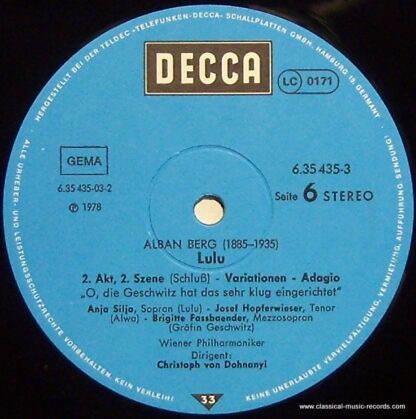 HERGESTELLT BEI DER TELDEC »TELEFUNKEN-DECCA« SCHALLPLATTEN GMBH, HAMBURG 19, GERMANY
DECCA
LC 0171
GEMA
6.35 435-03-2
Ⓟ 1978
6.35 435-3
Seite 6 STEREO
ALBAN BERG (1885–1935)
Lulu
2. Akt, 2. Szene (Schluß) - Variationen - Adagio
„O, die Geschwitz hat das sehr klug eingerichtet“
Anja Silja, Sopran (Lulu) - Josef Hopferwieser, Tenor
(Alwa) - Brigitte Fassbaender, Mezzosopran
(Gräfin Geschwitz)
Wiener Philharmoniker
Dirigent:
Christoph von Dohnanyi
ALLE URHEBER- UND LEISTUNGSSCHUTZRECHTE VORBEHALTEN KEIN VERLEIH!
33
KEINE UNERLAUBTE VERVIELFÄLTIGUNG, VERMIETUNG, AUFFÜHRUNG, SENDUNG!
www.classical-music-records.com